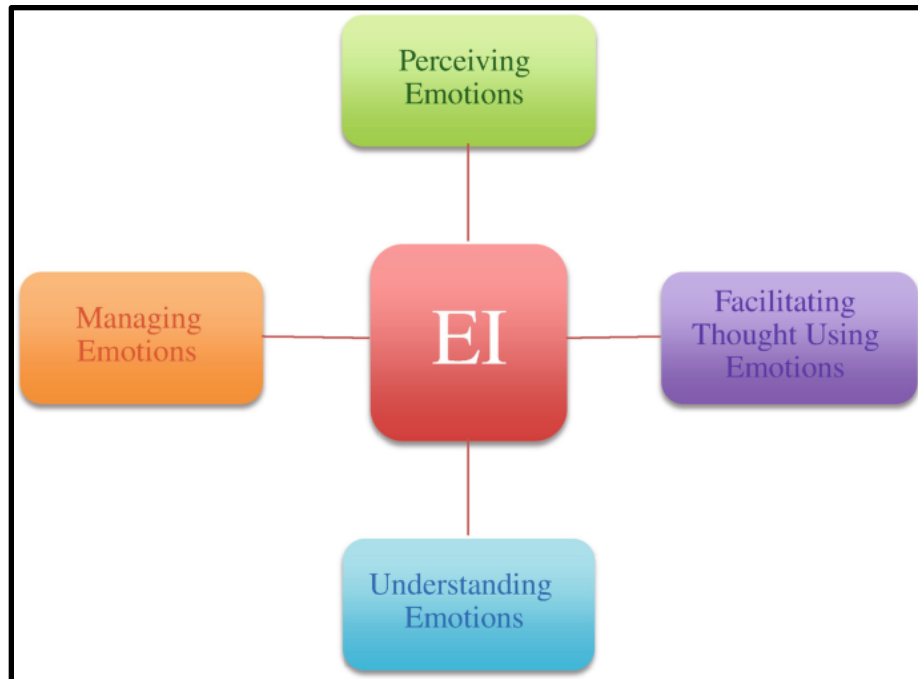 Perceiving
Emotions
Managing
Emotions
EI
Facilitating
Thought Using
Emotions
Understanding
Emotions